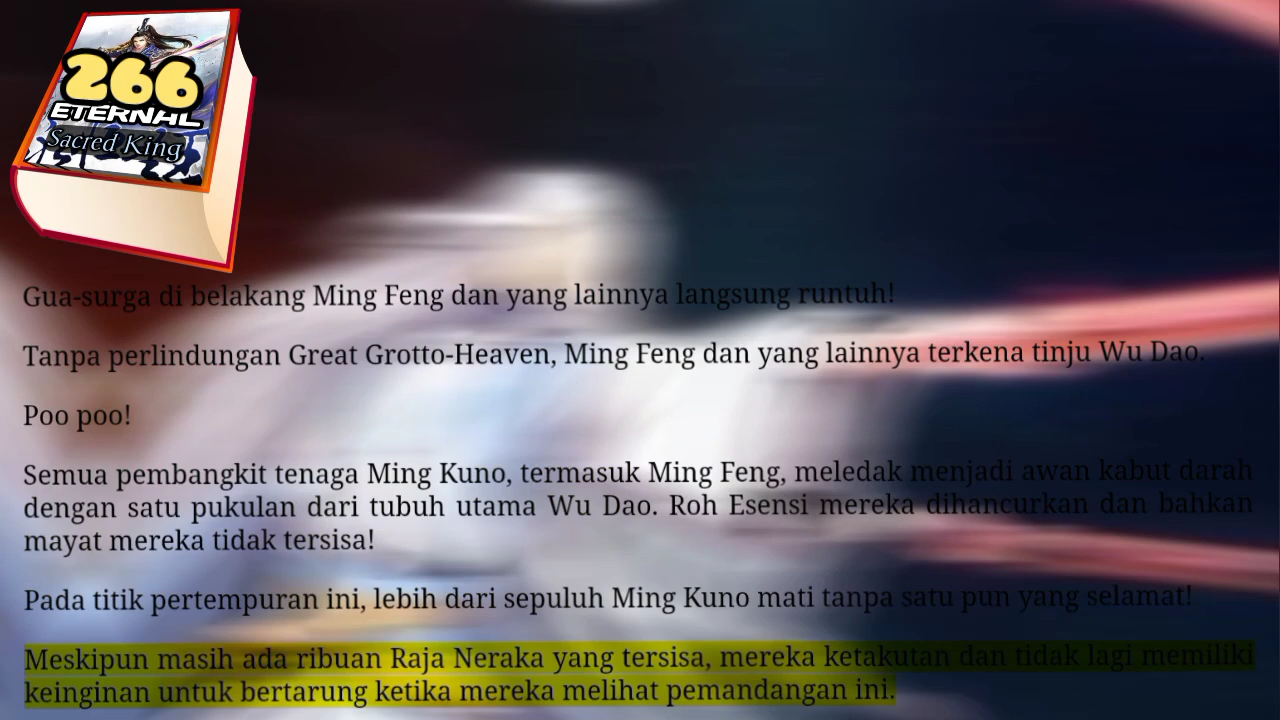 266
ETERNAL
Sacred King
Gua-surga di belakang Ming Feng dan yang lainnya langsung runtuh!
Tanpa perlindungan Great Grotto-Heaven, Ming Feng dan yang lainnya terkena tinju Wu Dao.
Poo poo!
Semua pembangkit tenaga Ming Kuno, termasuk Ming Feng, meledak menjadi awan kabut darah
dengan satu pukulan dari tubuh utama Wu Dao. Roh Esensi mereka dihancurkan dan bahkan
mayat mereka tidak tersisa!
Pada titik pertempuran ini, lebih dari sepuluh Ming Kuno mati tanpa satu pun yang selamat!
Meskipun masih ada ribuan Raja Neraka yang tersisa, mereka ketakutan dan tidak lagi memiliki
keinginan untuk bertarung ketika mereka melihat pemandangan ini.